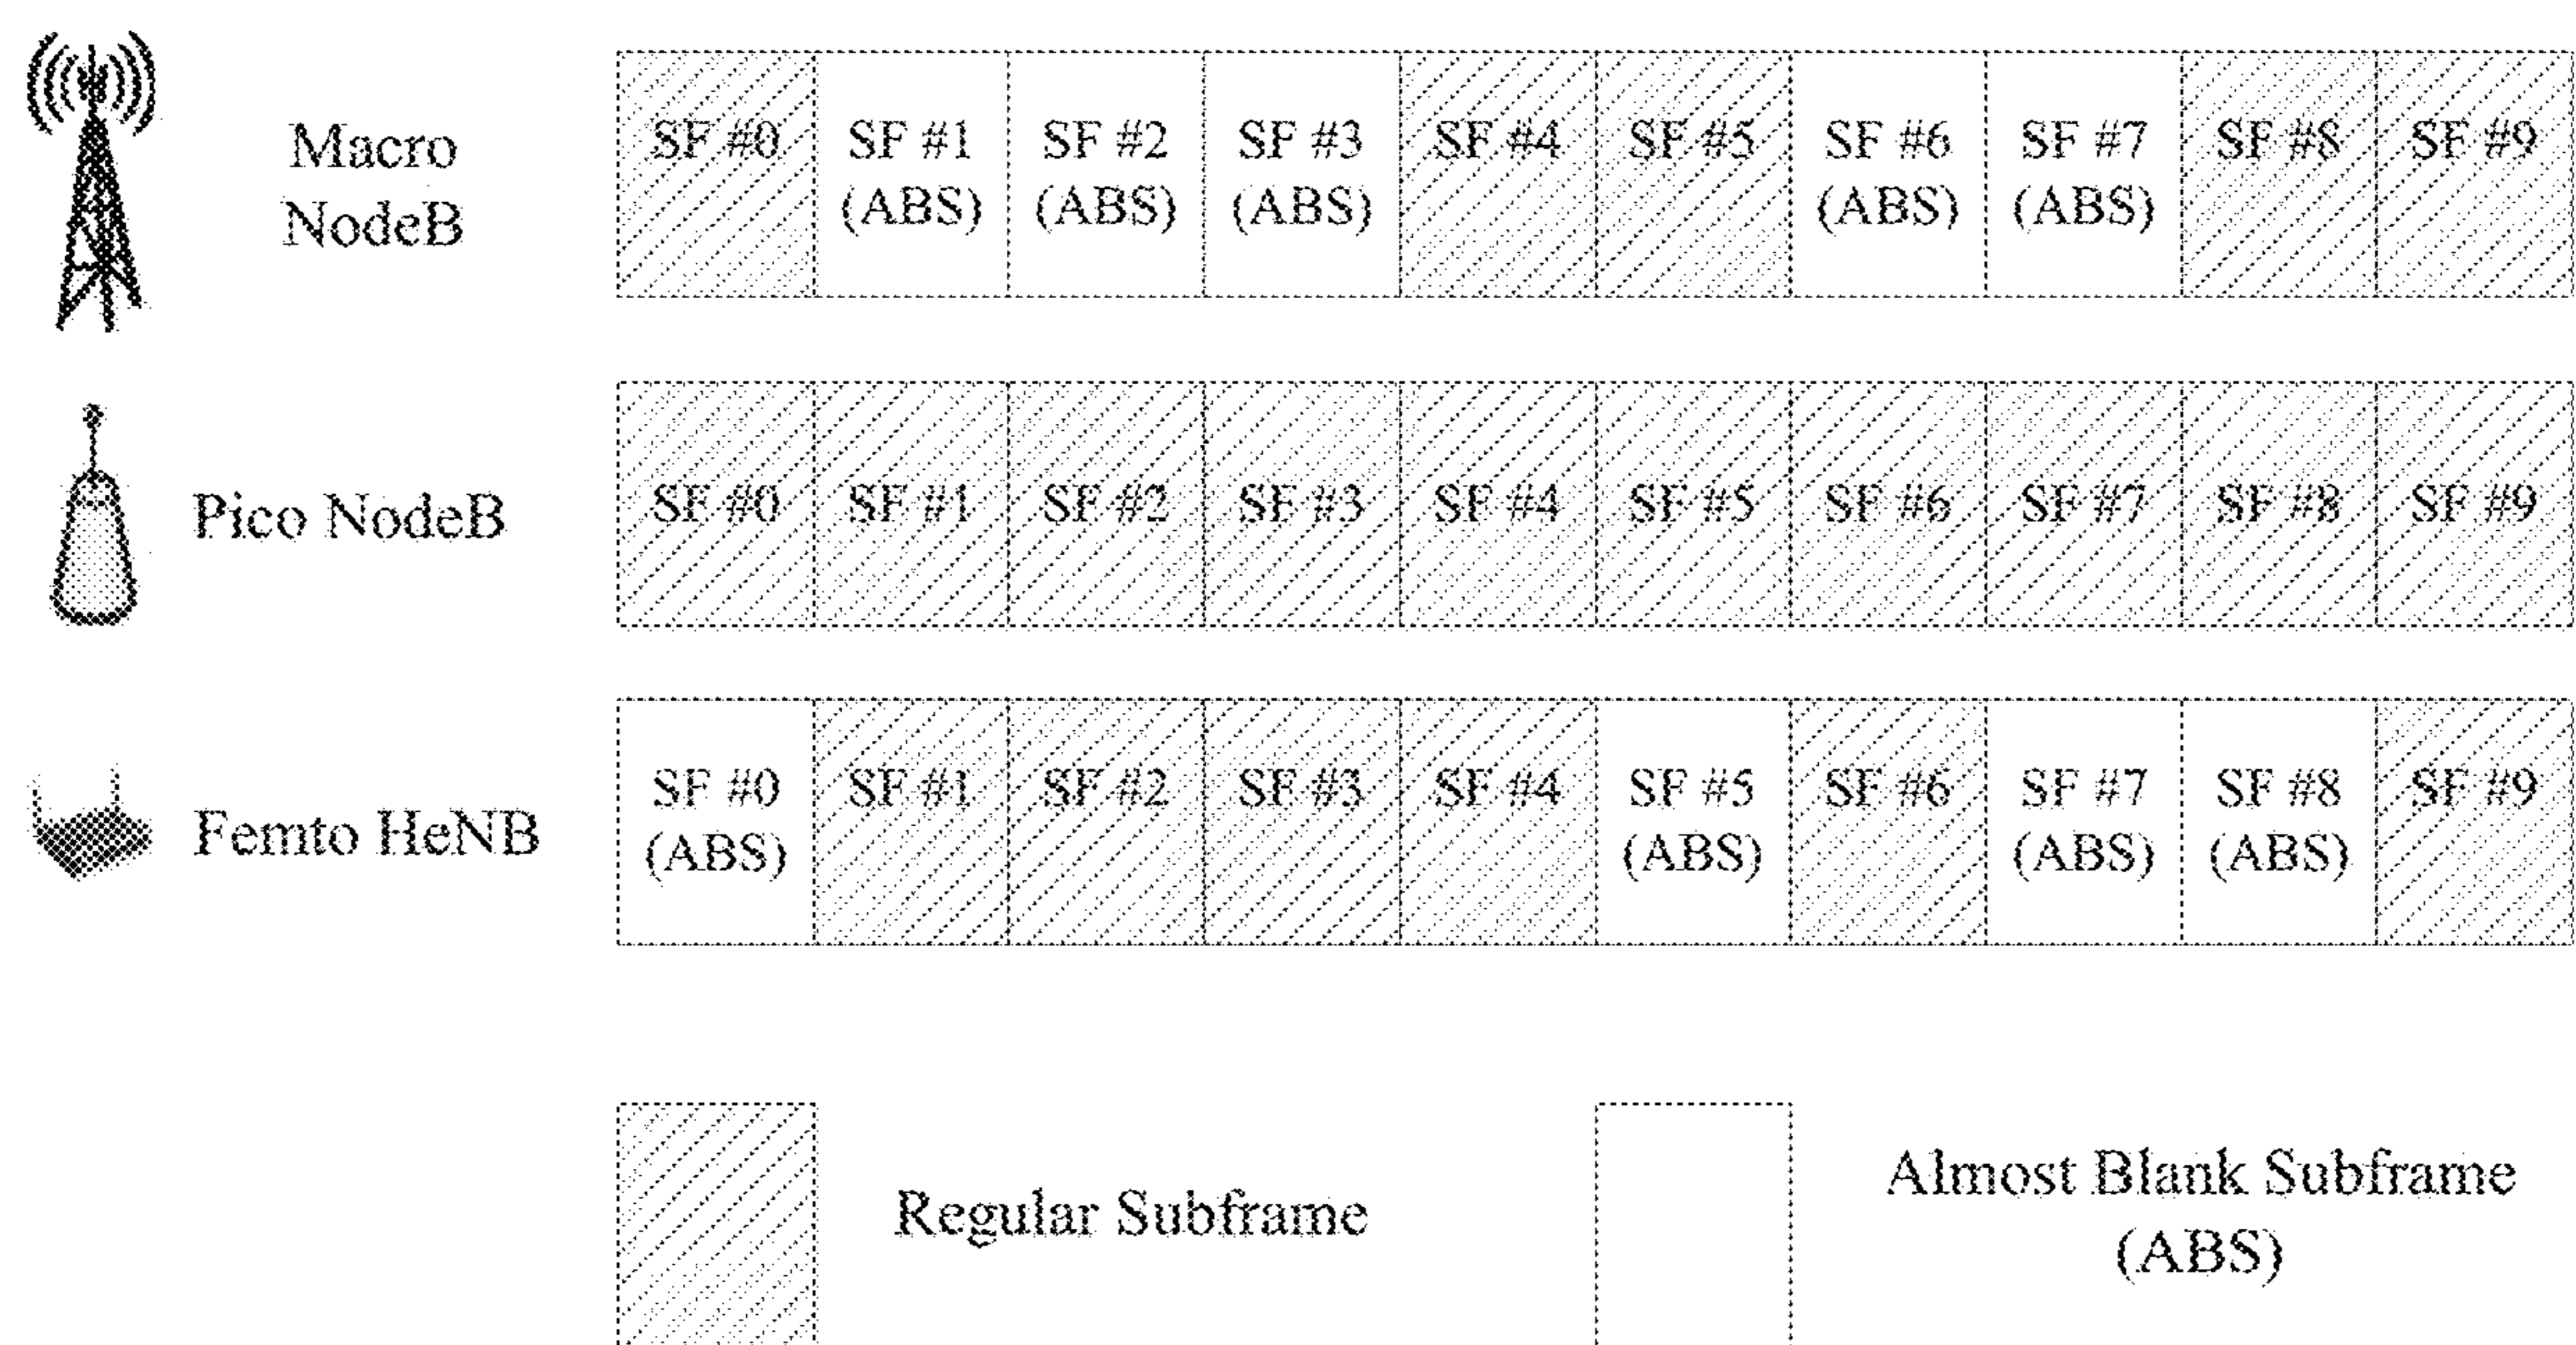 Macro
NodeB
SF #0 SF #1 SF #2 SF #3 SF #4 SF #5 SF #6 SF #7 SF #8 SF #9
(ABS) (ABS) (ABS) (ABS) (ABS)
Pico NodeB
SF #0 SF #1 SF #2 SF #3 SF #4 SF #5 SF #6 SF #7 SF #8 SF #9
Femto HeNB
SF #0 SF #1 SF #2 SF #3 SF #4 SF #5 SF #6 SF #7 SF #8 SF #9
(ABS) (ABS) (ABS) (ABS)
Regular Subframe
Almost Blank Subframe
(ABS)